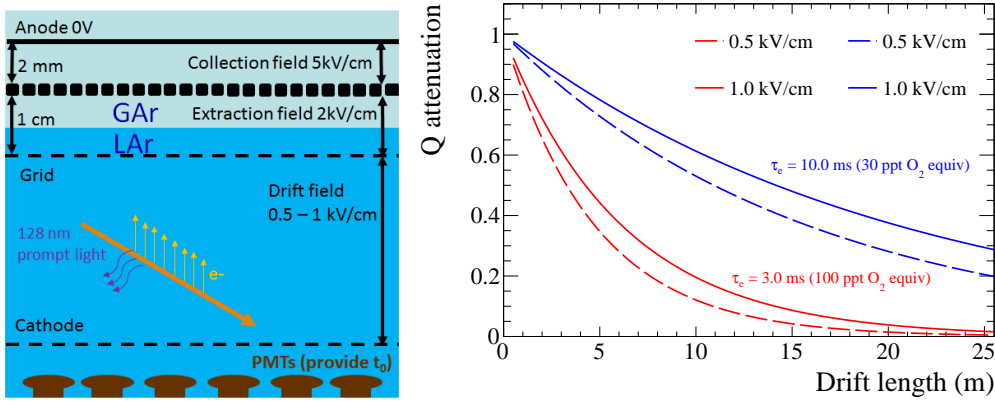 Anode 0V
2 mm
Collection field 5kV/cm
1 cm
GAr
Extraction field 2kV/cm
LAr
Grid
Drift field
0.5 – 1 kV/cm
128 nm
prompt light
e-
Cathode
PMTs (provide t₀)
Q attenuation
1
0.8
0.6
0.4
0.2
0
0.5 kV/cm
0.5 kV/cm
1.0 kV/cm
1.0 kV/cm
τₑ = 10.0 ms (30 ppt O₂ equiv)
τₑ = 3.0 ms (100 ppt O₂ equiv)
0
5
10
15
20
25
Drift length (m)